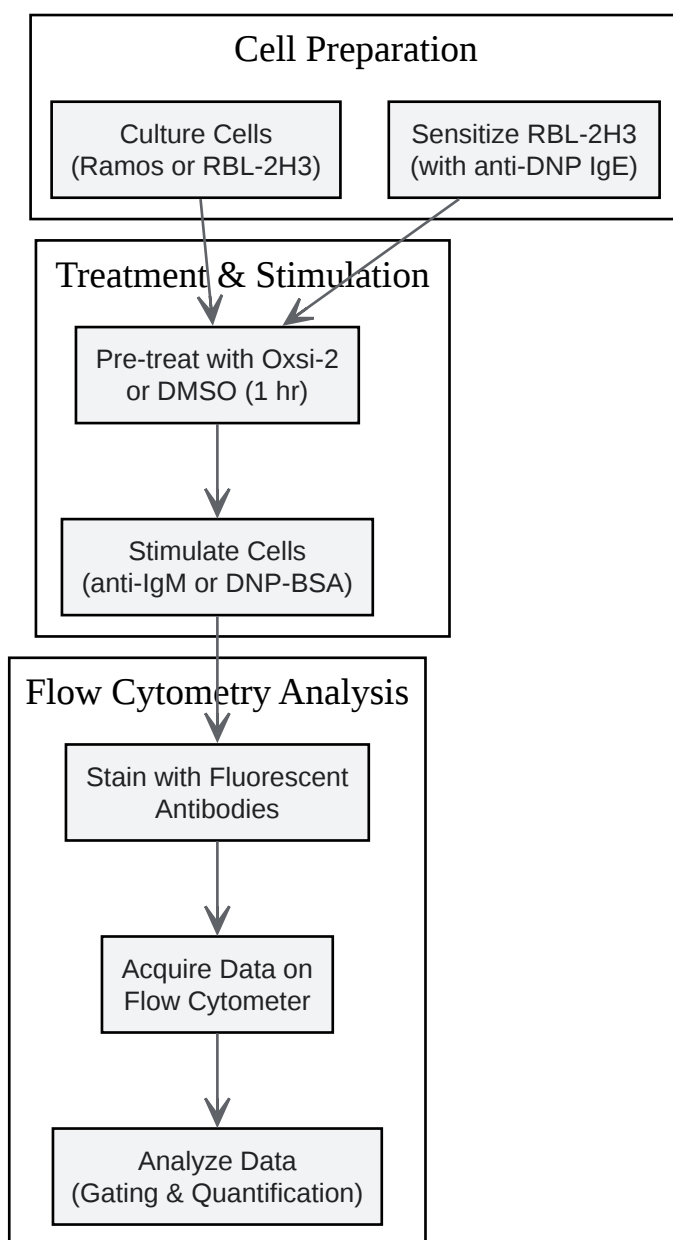 Cell Preparation
Culture Cells
(Ramos or RBL-2H3)
Sensitize RBL-2H3
(with anti-DNP IgE)
Treatment & Stimulation
Pre-treat with Oxsi-2
or DMSO (1 hr)
Stimulate Cells
(anti-IgM or DNP-BSA)
Flow Cytometry Analysis
Stain with Fluorescent
Antibodies
Acquire Data on
Flow Cytometer
Analyze Data
(Gating & Quantification)